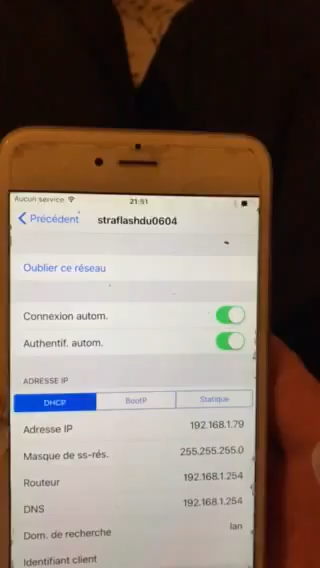 Aucun service 21:51
Précédent straflashdu0604
Oublier ce réseau
Connexion autom.
Authentif. autom.
ADRESSE IP
DHCP BootP Statique
Adresse IP 192.168.1.79
Masque de ss-rés. 255.255.255.0
Routeur 192.168.1.254
DNS 192.168.1.254
Dom. de recherche lan
Identifiant client